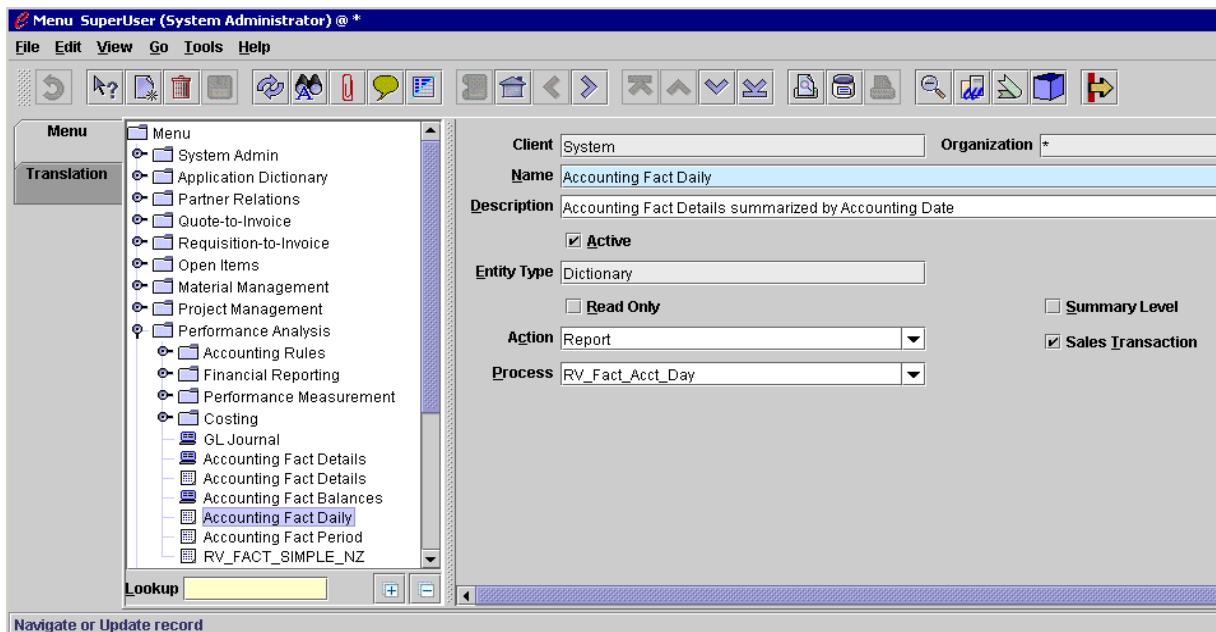 Menu SuperUser (System Administrator) @ *
File Edit View Go Tools Help
Menu
Translation
Menu
System Admin
Application Dictionary
Partner Relations
Quote-to-Invoice
Requisition-to-Invoice
Open Items
Material Management
Project Management
Performance Analysis
Accounting Rules
Financial Reporting
Performance Measurement
Costing
GL Journal
Accounting Fact Details
Accounting Fact Details
Accounting Fact Balances
Accounting Fact Daily
Accounting Fact Period
RV_FACT_SIMPLE_NZ
Lookup
Client System Organization *
Name Accounting Fact Daily
Description Accounting Fact Details summarized by Accounting Date
Active
Entity Type Dictionary
Read Only Summary Level
Action Report Sales Transaction
Process RV_Fact_Acct_Day
Navigate or Update record